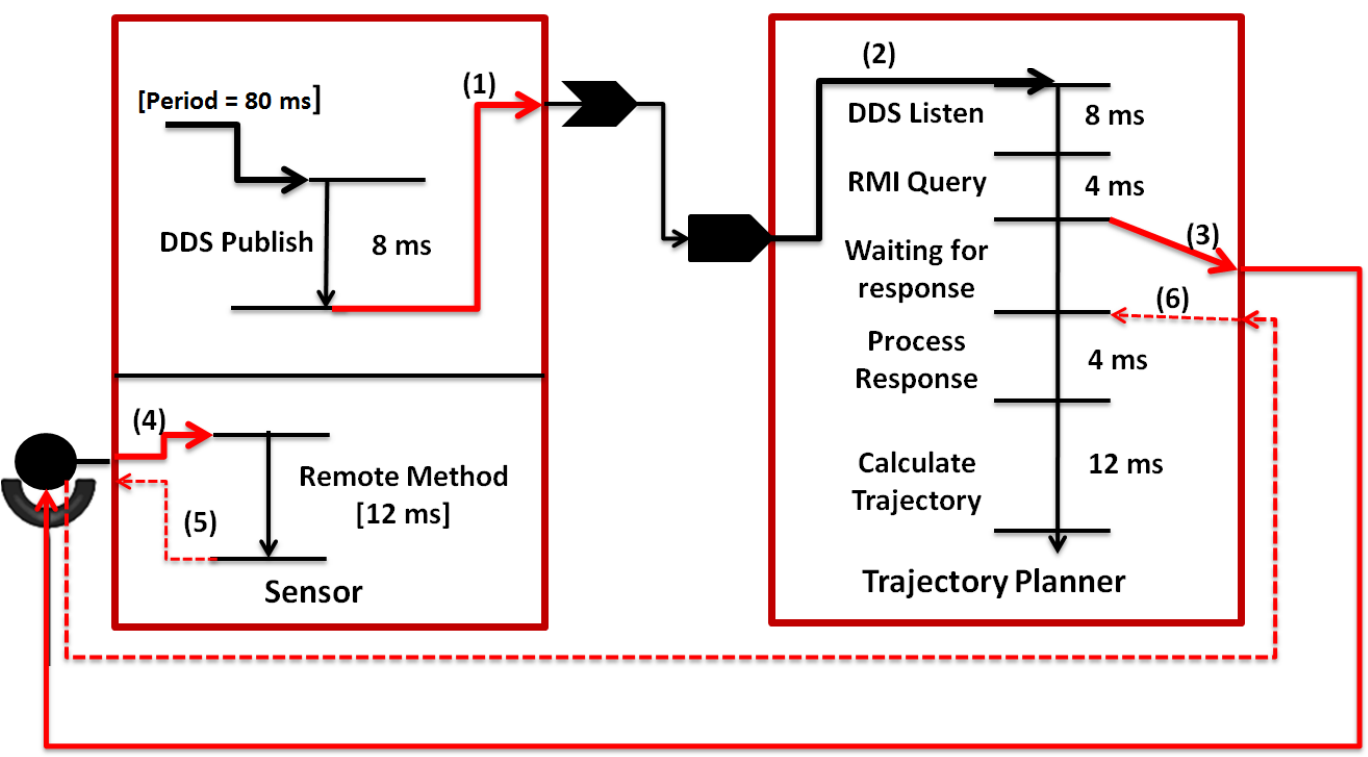 [Period = 80 ms]
(1)
DDS Publish
8 ms
(4)
Remote Method
[12 ms]
(5)
Sensor
(2)
DDS Listen
8 ms
RMI Query
4 ms
(3)
Waiting for
response
(6)
Process
Response
4 ms
Calculate
Trajectory
12 ms
Trajectory Planner